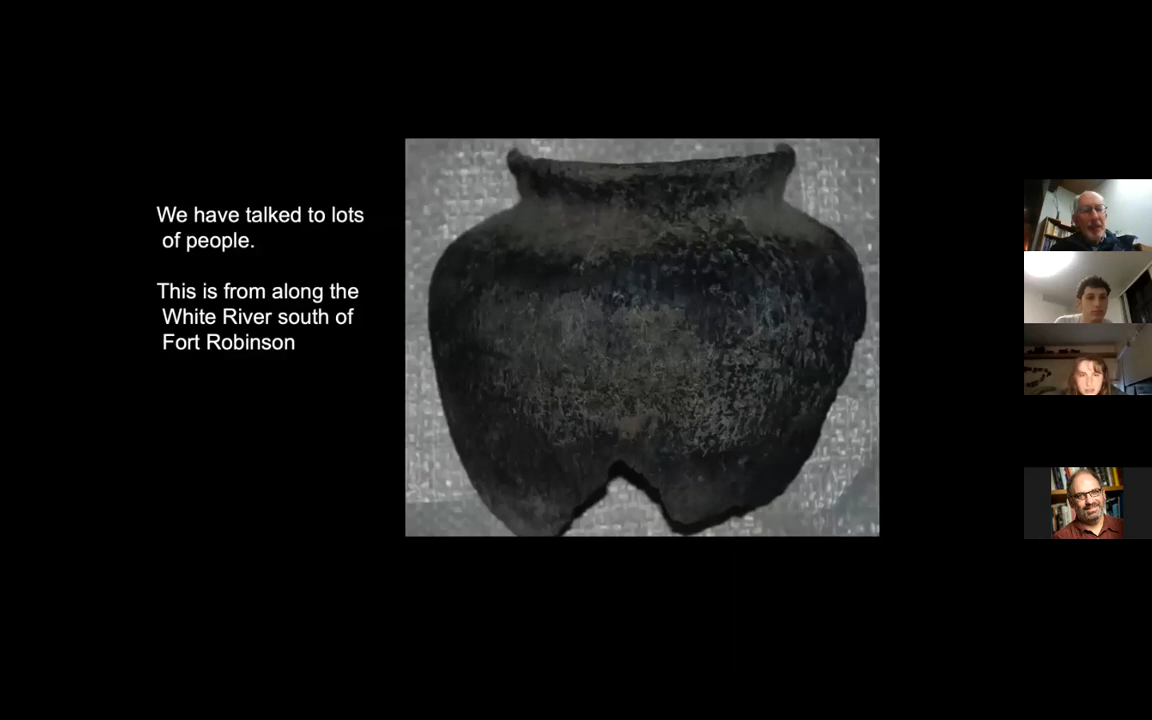 We have talked to lots
of people.
This is from along the
White River south of
Fort Robinson